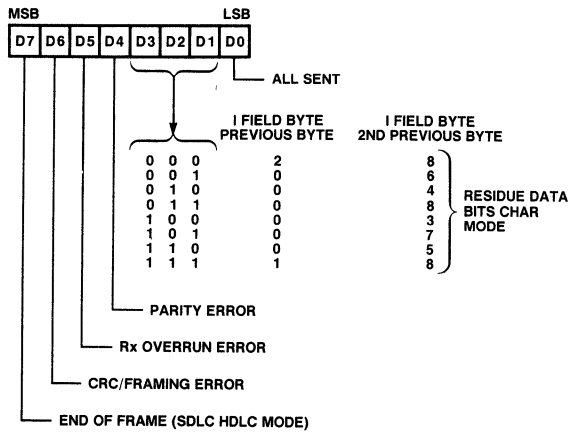 MSB LSB
D7 D6 D5 D4 D3 D2 D1 D0
ALL SENT
I FIELD BYTE I FIELD BYTE
PREVIOUS BYTE 2ND PREVIOUS BYTE
0 0 0 2 8
0 0 1 0 6
0 1 0 0 4
0 1 1 0 8
1 0 0 0 3
1 0 1 0 7
1 1 0 0 5
1 1 1 1 8
RESIDUE DATA
BITS CHAR
MODE
PARITY ERROR
Rx OVERRUN ERROR
CRC/FRAMING ERROR
END OF FRAME (SDLC HDLC MODE)